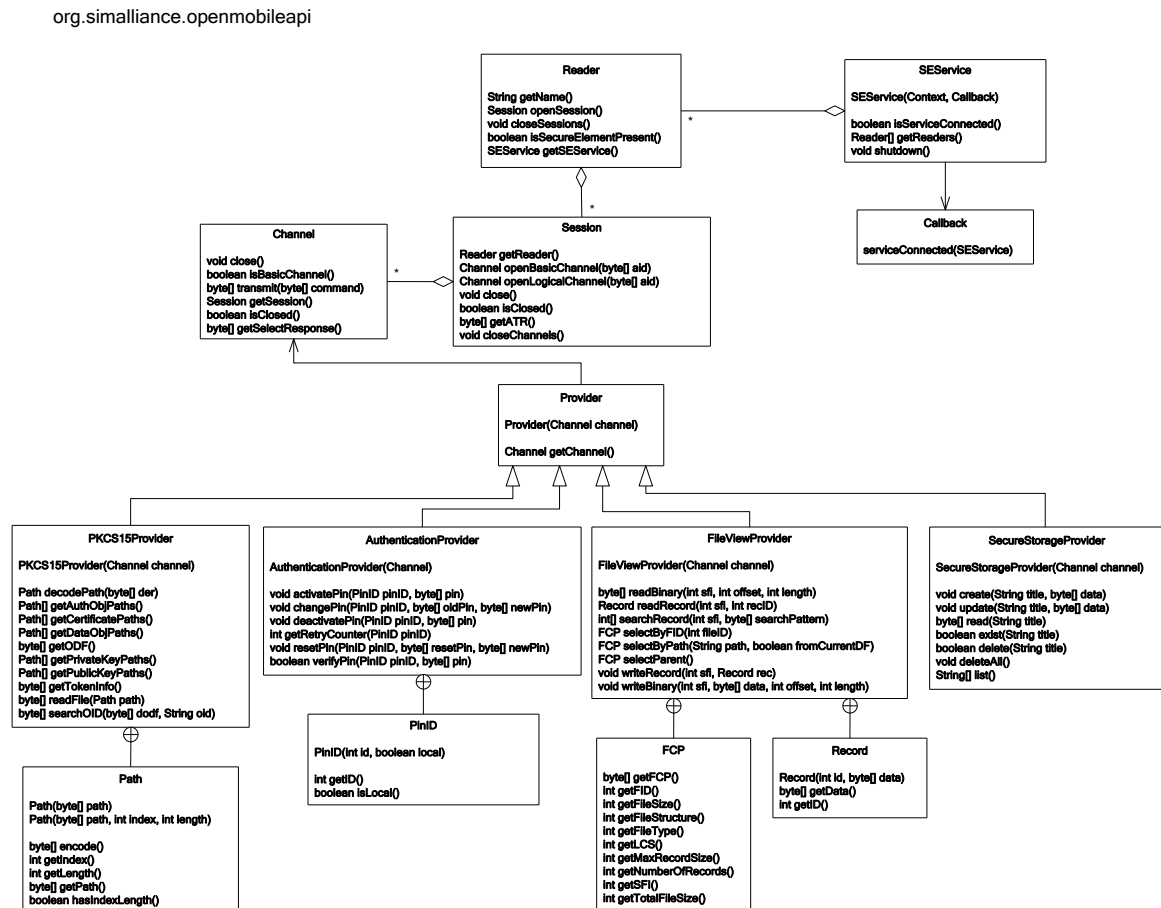 org.simalliance.openmobileapi
Reader
String getName()
Session openSession()
void closeSessions()
boolean isSecureElementPresent()
SEService getSEService()
SEService
SEService(Context, Callback)
boolean isServiceConnected()
Reader[] getReaders()
void shutdown()
*
*
Callback
serviceConnected(SEService)
Channel
void close()
boolean isBasicChannel()
byte[] transmit(byte[] command)
Session getSession()
boolean isClosed()
byte[] getSelectResponse()
*
Session
Reader getReader()
Channel openBasicChannel(byte[] aid)
Channel openLogicalChannel(byte[] aid)
void close()
boolean isClosed()
byte[] getATR()
void closeChannels()
Provider
Provider(Channel channel)
Channel getChannel()
PKCS15Provider
PKCS15Provider(Channel channel)
Path decodePath(byte[] der)
Path[] getAuthObjPaths()
Path[] getCertificatePaths()
Path[] getDataObjPaths()
byte[] getODF()
Path[] getPrivateKeyPaths()
Path[] getPublicKeyPaths()
byte[] getTokenInfo()
byte[] readFile(Path path)
byte[] searchOID(byte[] dodf, String oid)
AuthenticationProvider
AuthenticationProvider(Channel)
void activatePin(PinID pinID, byte[] pin)
void changePin(PinID pinID, byte[] oldPin, byte[] newPin)
void deactivatePin(PinID pinID, byte[] pin)
int getRetryCounter(PinID pinID)
void resetPin(PinID pinID, byte[] resetPin, byte[] newPin)
boolean verifyPin(PinID pinID, byte[] pin)
FileViewProvider
FileViewProvider(Channel channel)
byte[] readBinary(int sfi, int offset, int length)
Record readRecord(int sfi, int recID)
int[] searchRecord(int sfi, byte[] searchPattern)
FCP selectByFID(int fileID)
FCP selectByPath(String path, boolean fromCurrentDF)
FCP selectParent()
void writeRecord(int sfi, Record rec)
void writeBinary(int sfi, byte[] data, int offset, int length)
SecureStorageProvider
SecureStorageProvider(Channel channel)
void create(String title, byte[] data)
void update(String title, byte[] data)
byte[] read(String title)
boolean exist(String title)
boolean delete(String title)
void deleteAll()
String[] list()
Path
Path(byte[] path)
Path(byte[] path, int index, int length)
byte[] encode()
int getIndex()
int getLength()
byte[] getPath()
boolean hasIndexLength()
PinID
PinID(int id, boolean local)
int getID()
boolean isLocal()
FCP
byte[] getFCP()
int getFID()
int getFileSize()
int getFileStructure()
int getFileType()
int getLCS()
int getMaxRecordSize()
int getNumberOfRecords()
int getSFI()
int getTotalFileSize()
Record
Record(int id, byte[] data)
byte[] getData()
int getID()